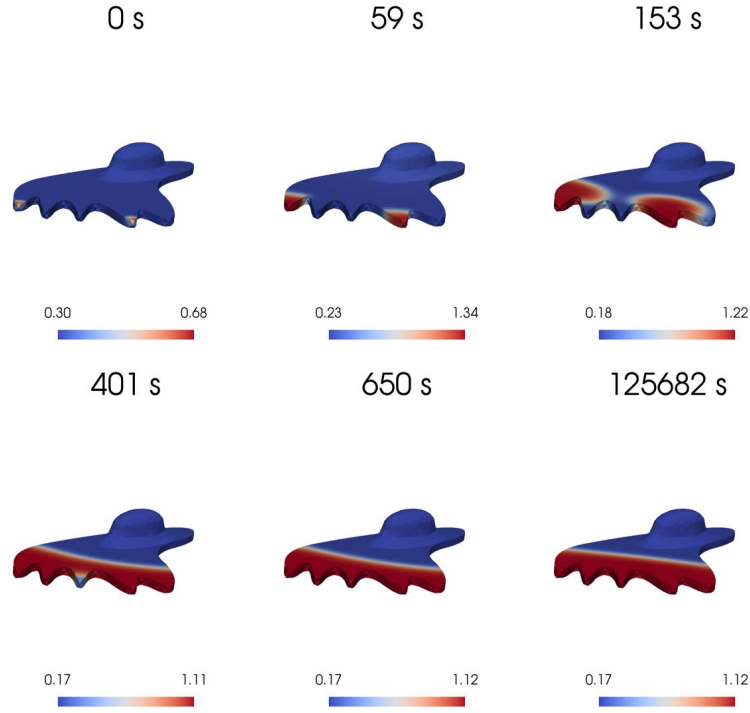 0 s 59 s 153 s
0.30 0.68 0.23 1.34 0.18 1.22
401 s 650 s 125682 s
0.17 1.11 0.17 1.12 0.17 1.12